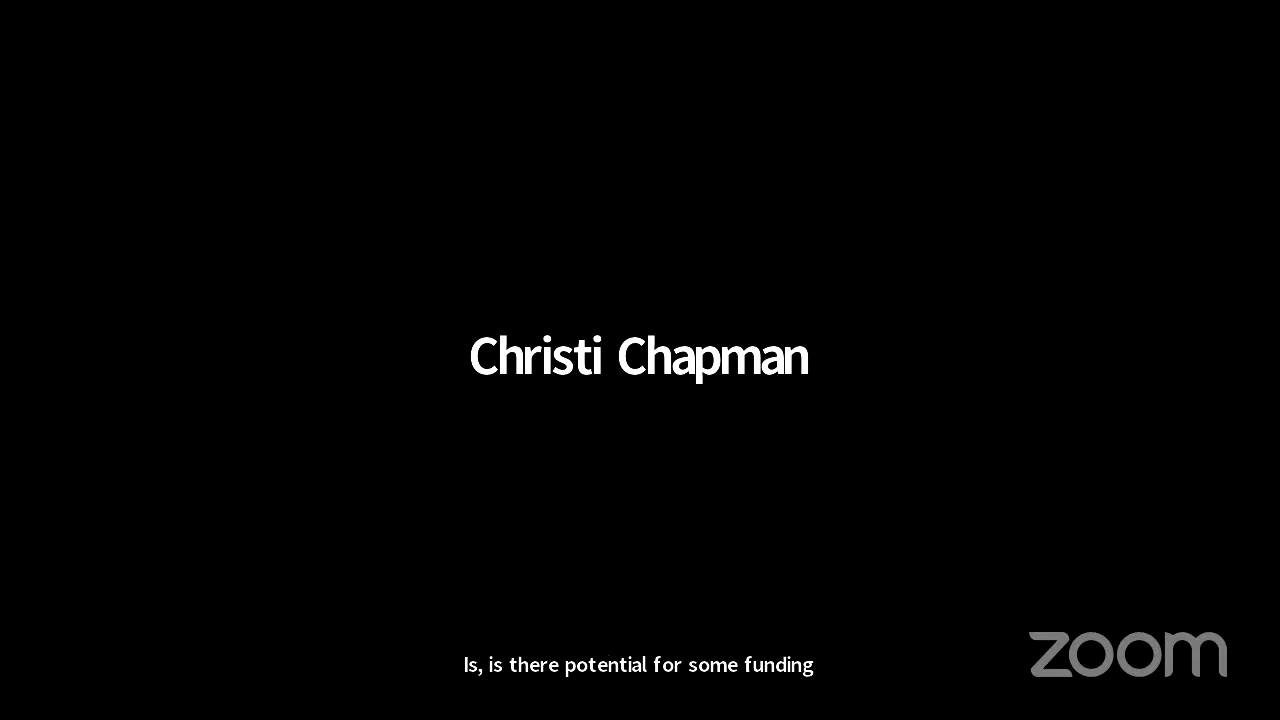 Christi Chapman
Is, is there potential for some funding
zoom